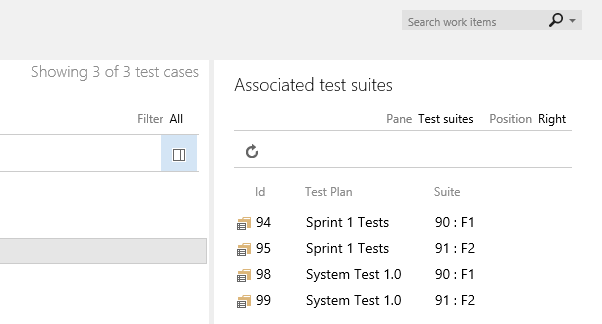 Search work items
Showing 3 of 3 test cases
Filter All
Associated test suites
Pane Test suites Position Right
Id Test Plan Suite
94 Sprint 1 Tests 90 : F1
95 Sprint 1 Tests 91 : F2
98 System Test 1.0 90 : F1
99 System Test 1.0 91 : F2